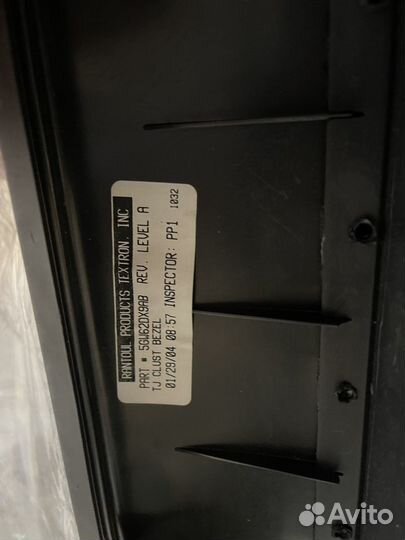 RANTOUL PRODUCTS TEXTRON, INC
PART # 5GW62DX9AB REV. LEVEL A
TJ CLUST BEZEL
01/29/04 08:57 INSPECTOR: PP1 1032
Avito